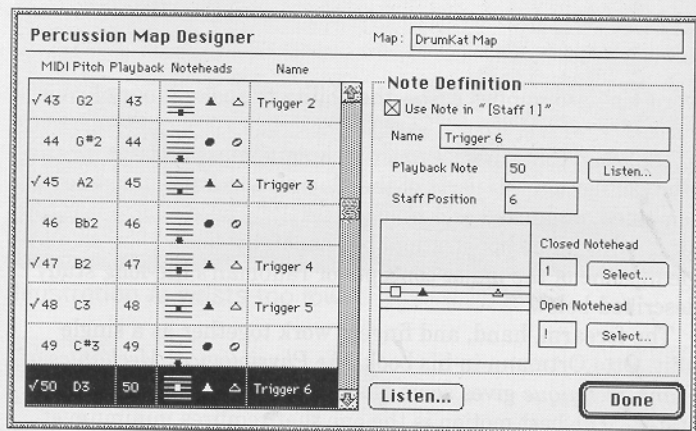 Percussion Map Designer
Map: DrumKat Map
MIDI Pitch Playback Noteheads Name
√43 G2 43 Trigger 2
44 G#2 44
√45 A2 45 Trigger 3
46 Bb2 46
√47 B2 47 Trigger 4
√48 C3 48 Trigger 5
49 C#3 49
√50 D3 50 Trigger 6
Note Definition
Use Note in "[Staff 1]"
Name Trigger 6
Playback Note 50 Listen...
Staff Position 6
Closed Notehead
1 Select...
Open Notehead
! Select...
Listen...
Done